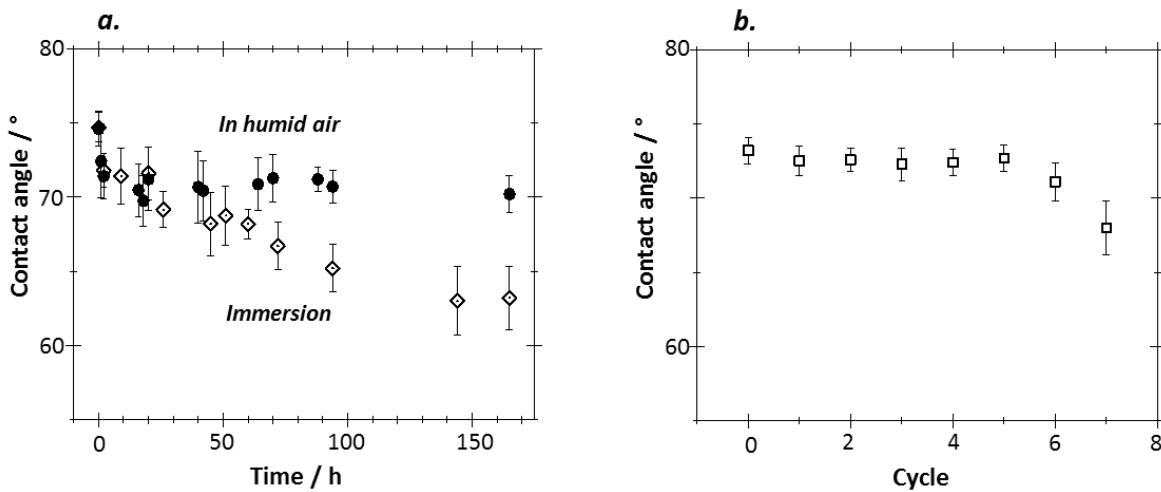 a.
80
70
60
Contact angle / °
In humid air
Immersion
0 50 100 150
Time / h
b.
80
70
60
Contact angle / °
0 2 4 6 8
Cycle